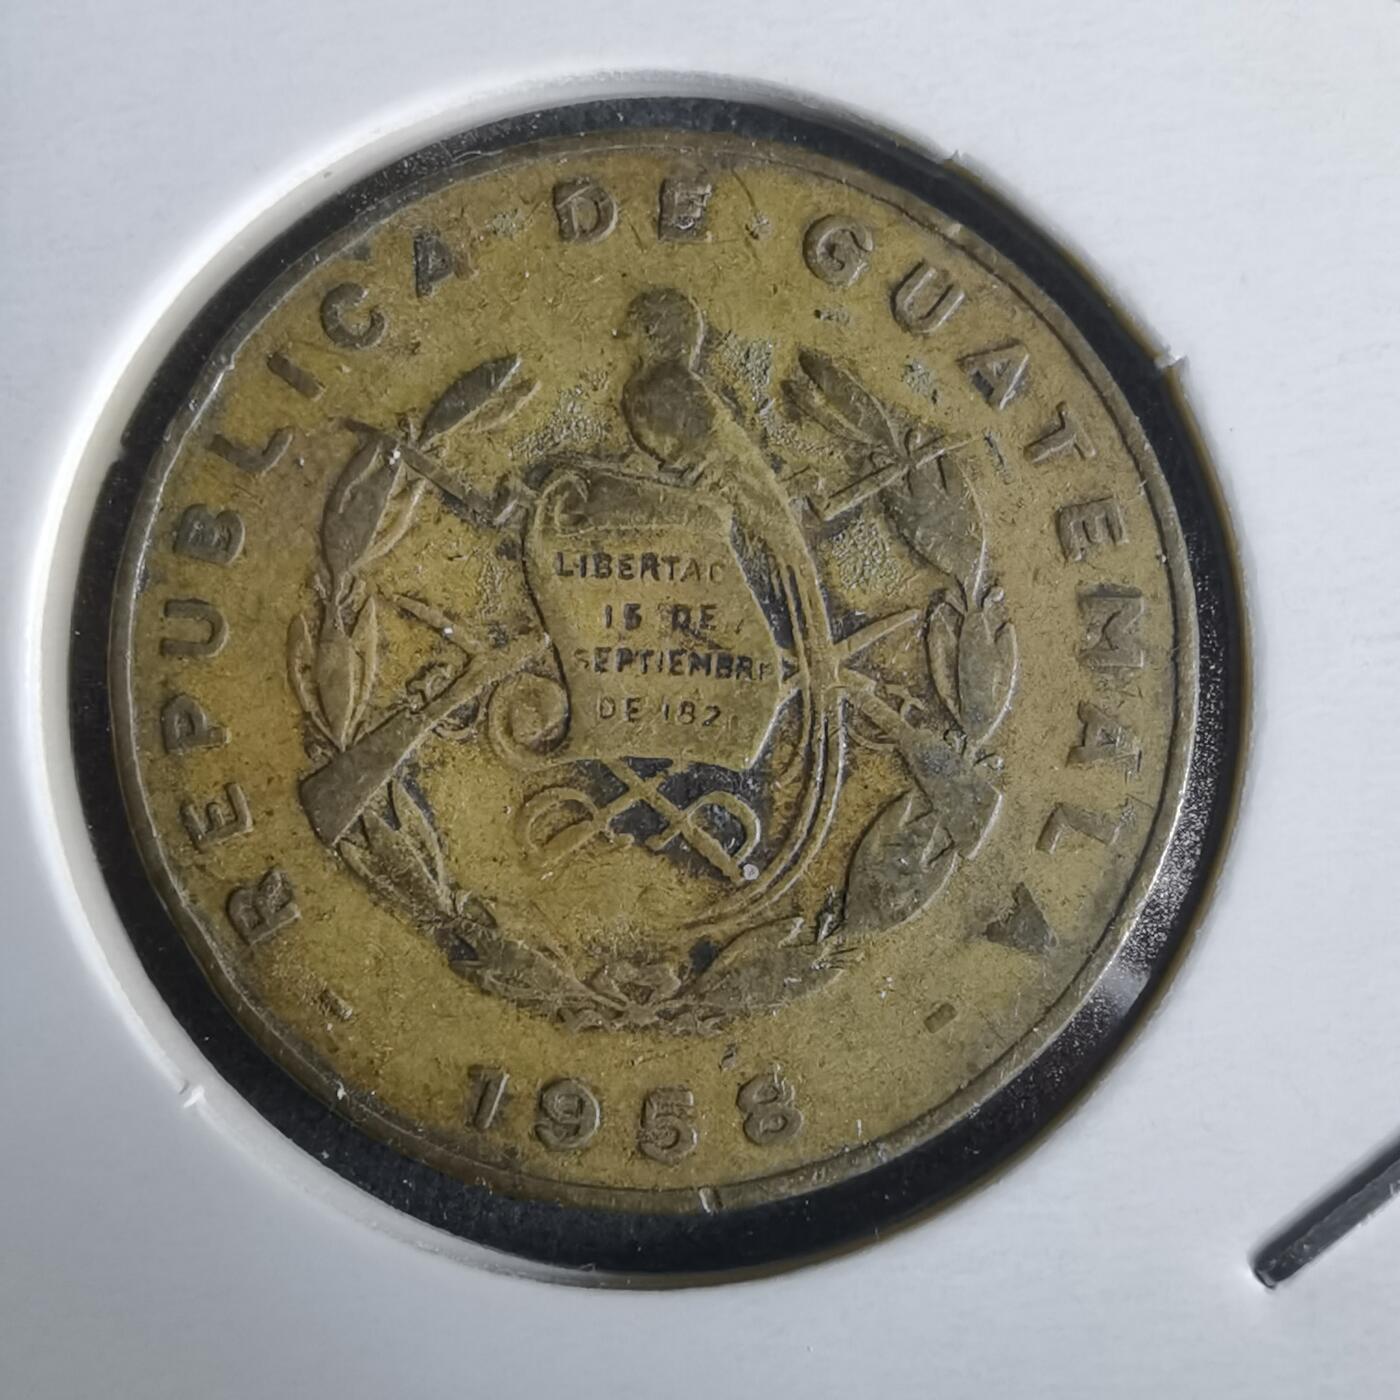 REPUBLICA DE GUATEMALA
LIBERTAD
15 DE
SEPTIEMBRE
DE 1821
1958